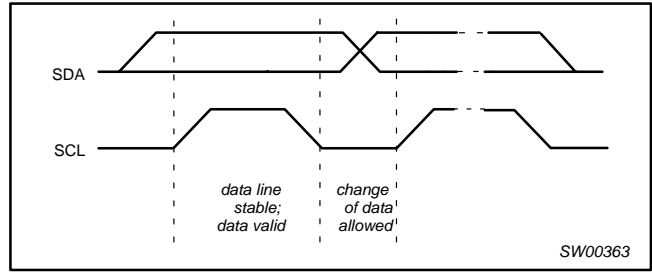 SDA
SCL
data line
stable;
data valid
change
of data
allowed
SW00363